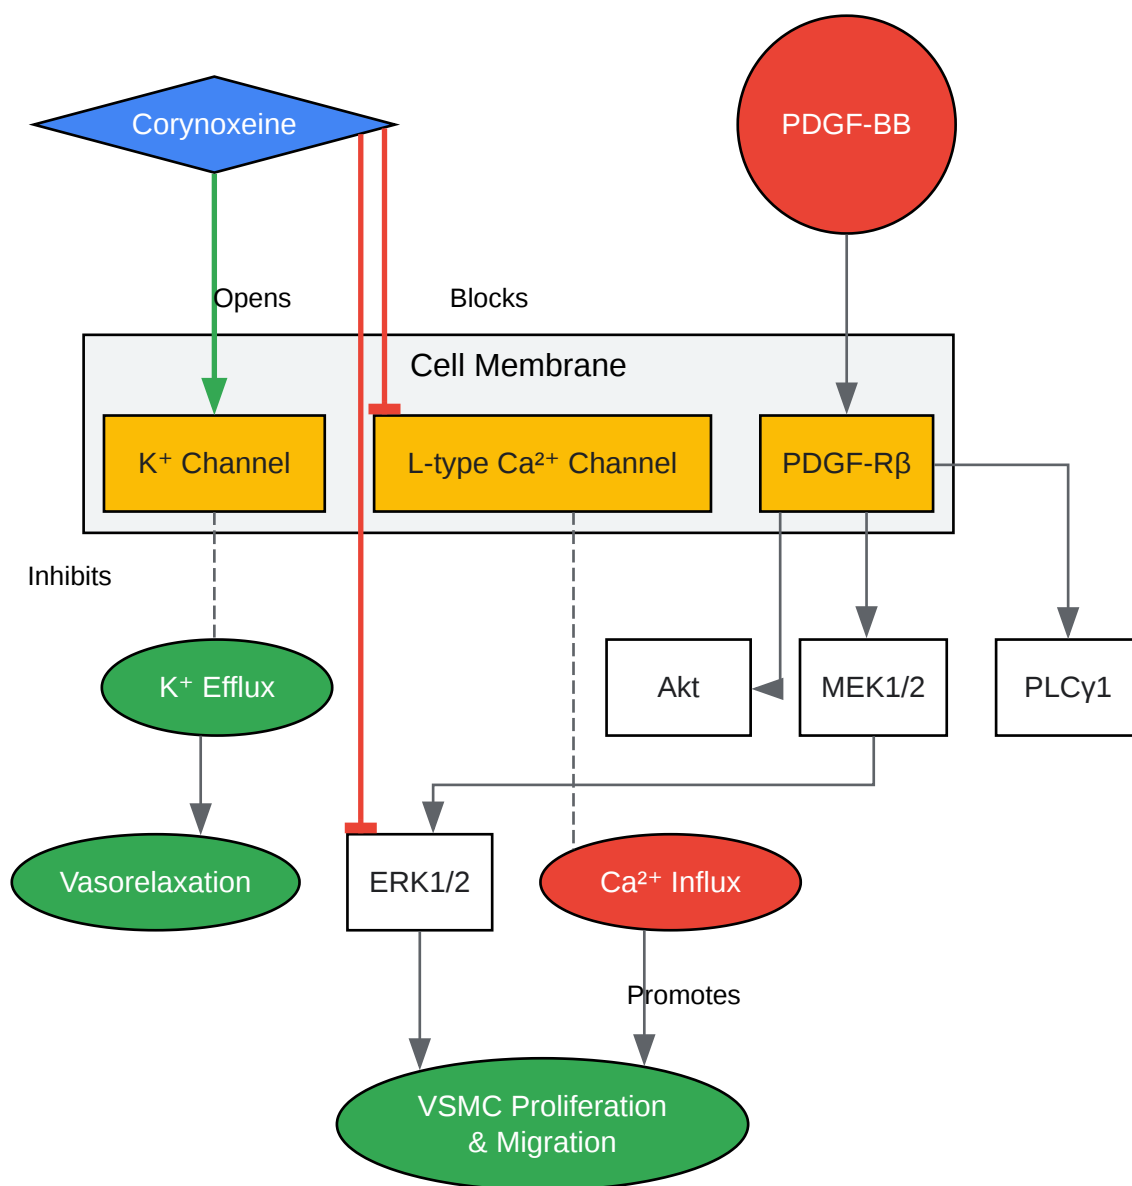 Corynoxeine
PDGF-BB
Opens
Blocks
Cell Membrane
K⁺ Channel
L-type Ca²⁺ Channel
PDGF-Rβ
Inhibits
K⁺ Efflux
Akt
MEK1/2
PLCγ1
Vasorelaxation
ERK1/2
Ca²⁺ Influx
Promotes
VSMC Proliferation
& Migration